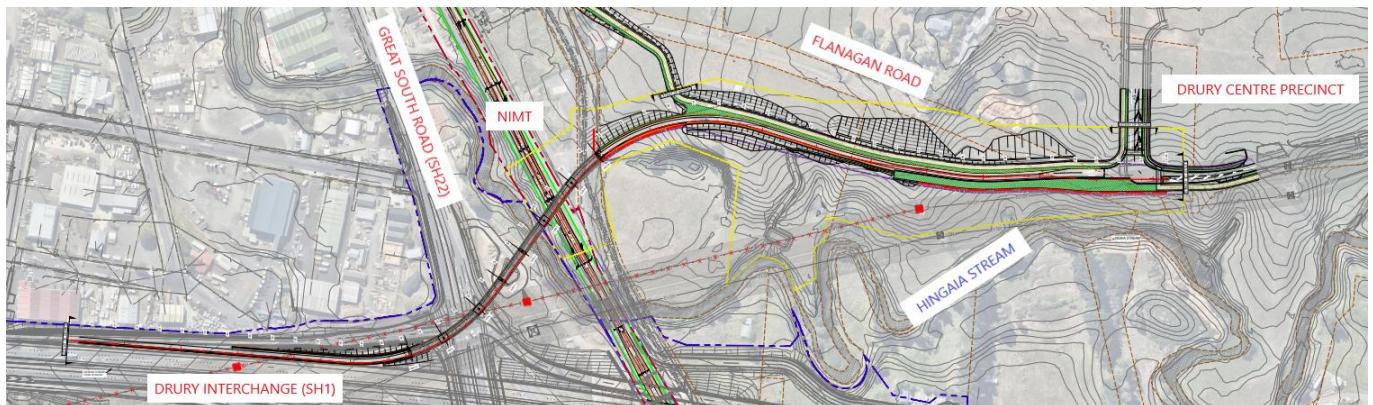 GREAT SOUTH ROAD (SH22)
NIMT
FLANAGAN ROAD
DRURY CENTRE PRECINCT
HINGAIA STREAM
DRURY INTERCHANGE (SH1)